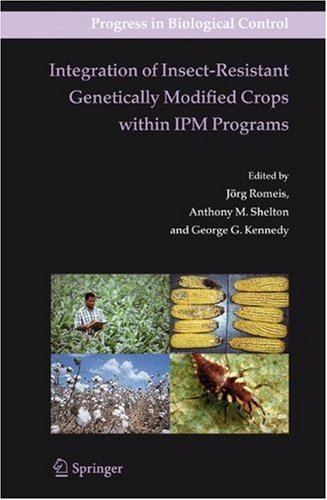 Progress in Biological Control
Integration of Insect-Resistant
Genetically Modified Crops
within IPM Programs
Edited by
Jörg Romeis,
Anthony M. Shelton
and George G. Kennedy
Springer